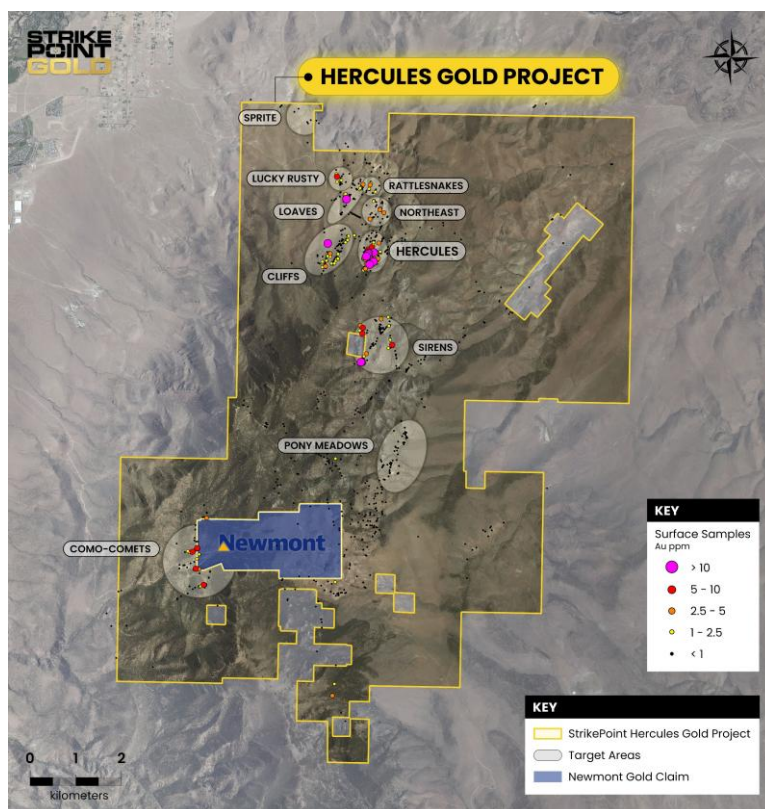 STRIKE
POINT
GOLD
HERCULES GOLD PROJECT
SPRITE
LUCKY RUSTY
RATTLESNAKES
LOAVES
NORTHEAST
HERCULES
CLIFFS
SIRENS
PONY MEADOWS
COMO-COMETS
Newmont
KEY
Surface Samples
Au ppm
> 10
5 - 10
2.5 - 5
1 - 2.5
< 1
KEY
StrikePoint Hercules Gold Project
Target Areas
Newmont Gold Claim
0 1 2
kilometers